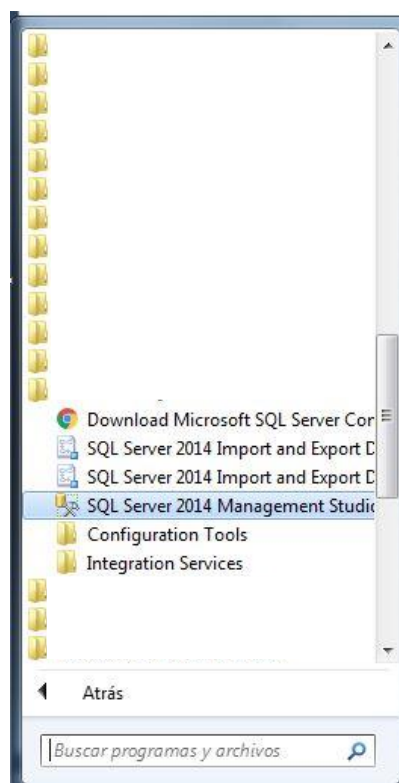 Download Microsoft SQL Server Cor
SQL Server 2014 Import and Export D
SQL Server 2014 Import and Export D
SQL Server 2014 Management Studio
Configuration Tools
Integration Services
Atrás
Buscar programas y archivos